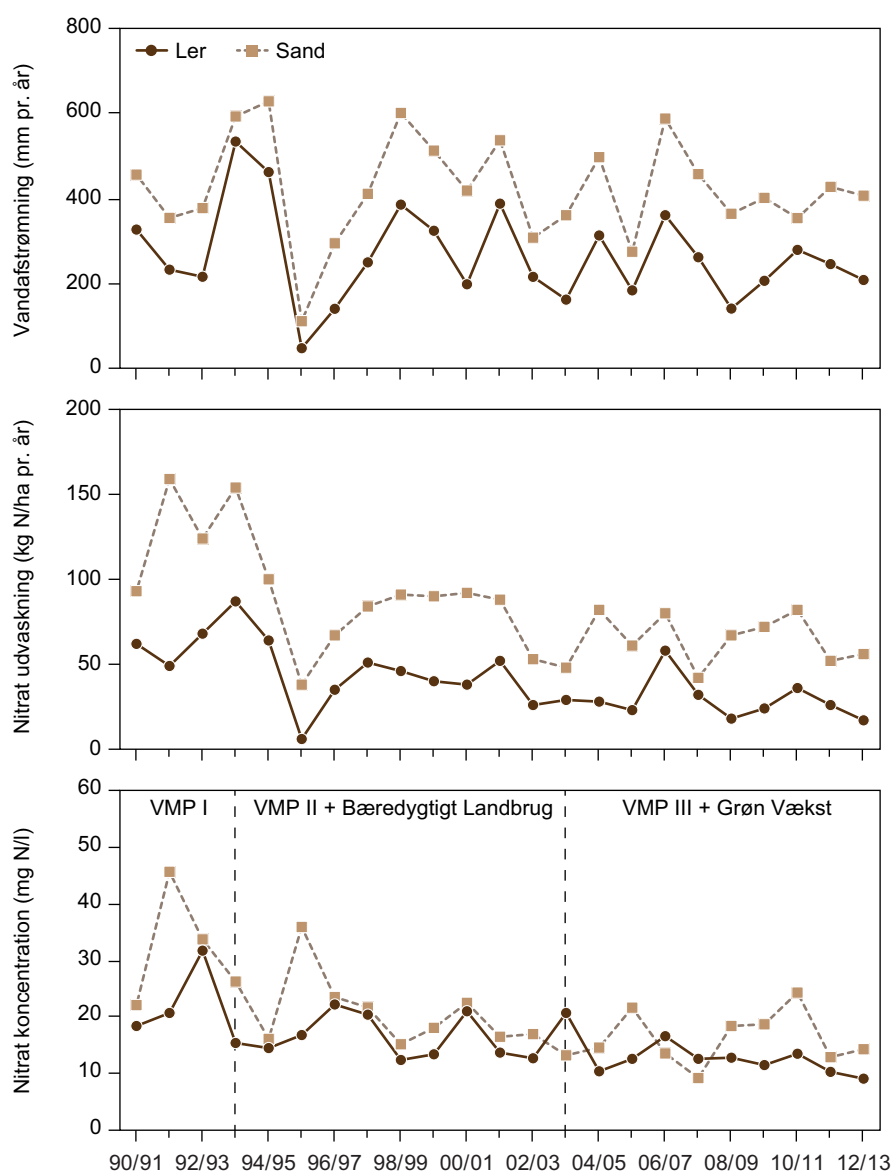 800
600
400
200
0
Vandafstrømning (mm pr. år)
Ler
Sand
200
150
100
50
0
Nitrat udvaskning (kg N/ha pr. år)
60
50
40
30
20
10
0
Nitrat koncentration (mg N/l)
VMP I
VMP II + Bæredygtigt Landbrug
VMP III + Grøn Vækst
90/91 92/93 94/95 96/97 98/99 00/01 02/03 04/05 06/07 08/09 10/11 12/13